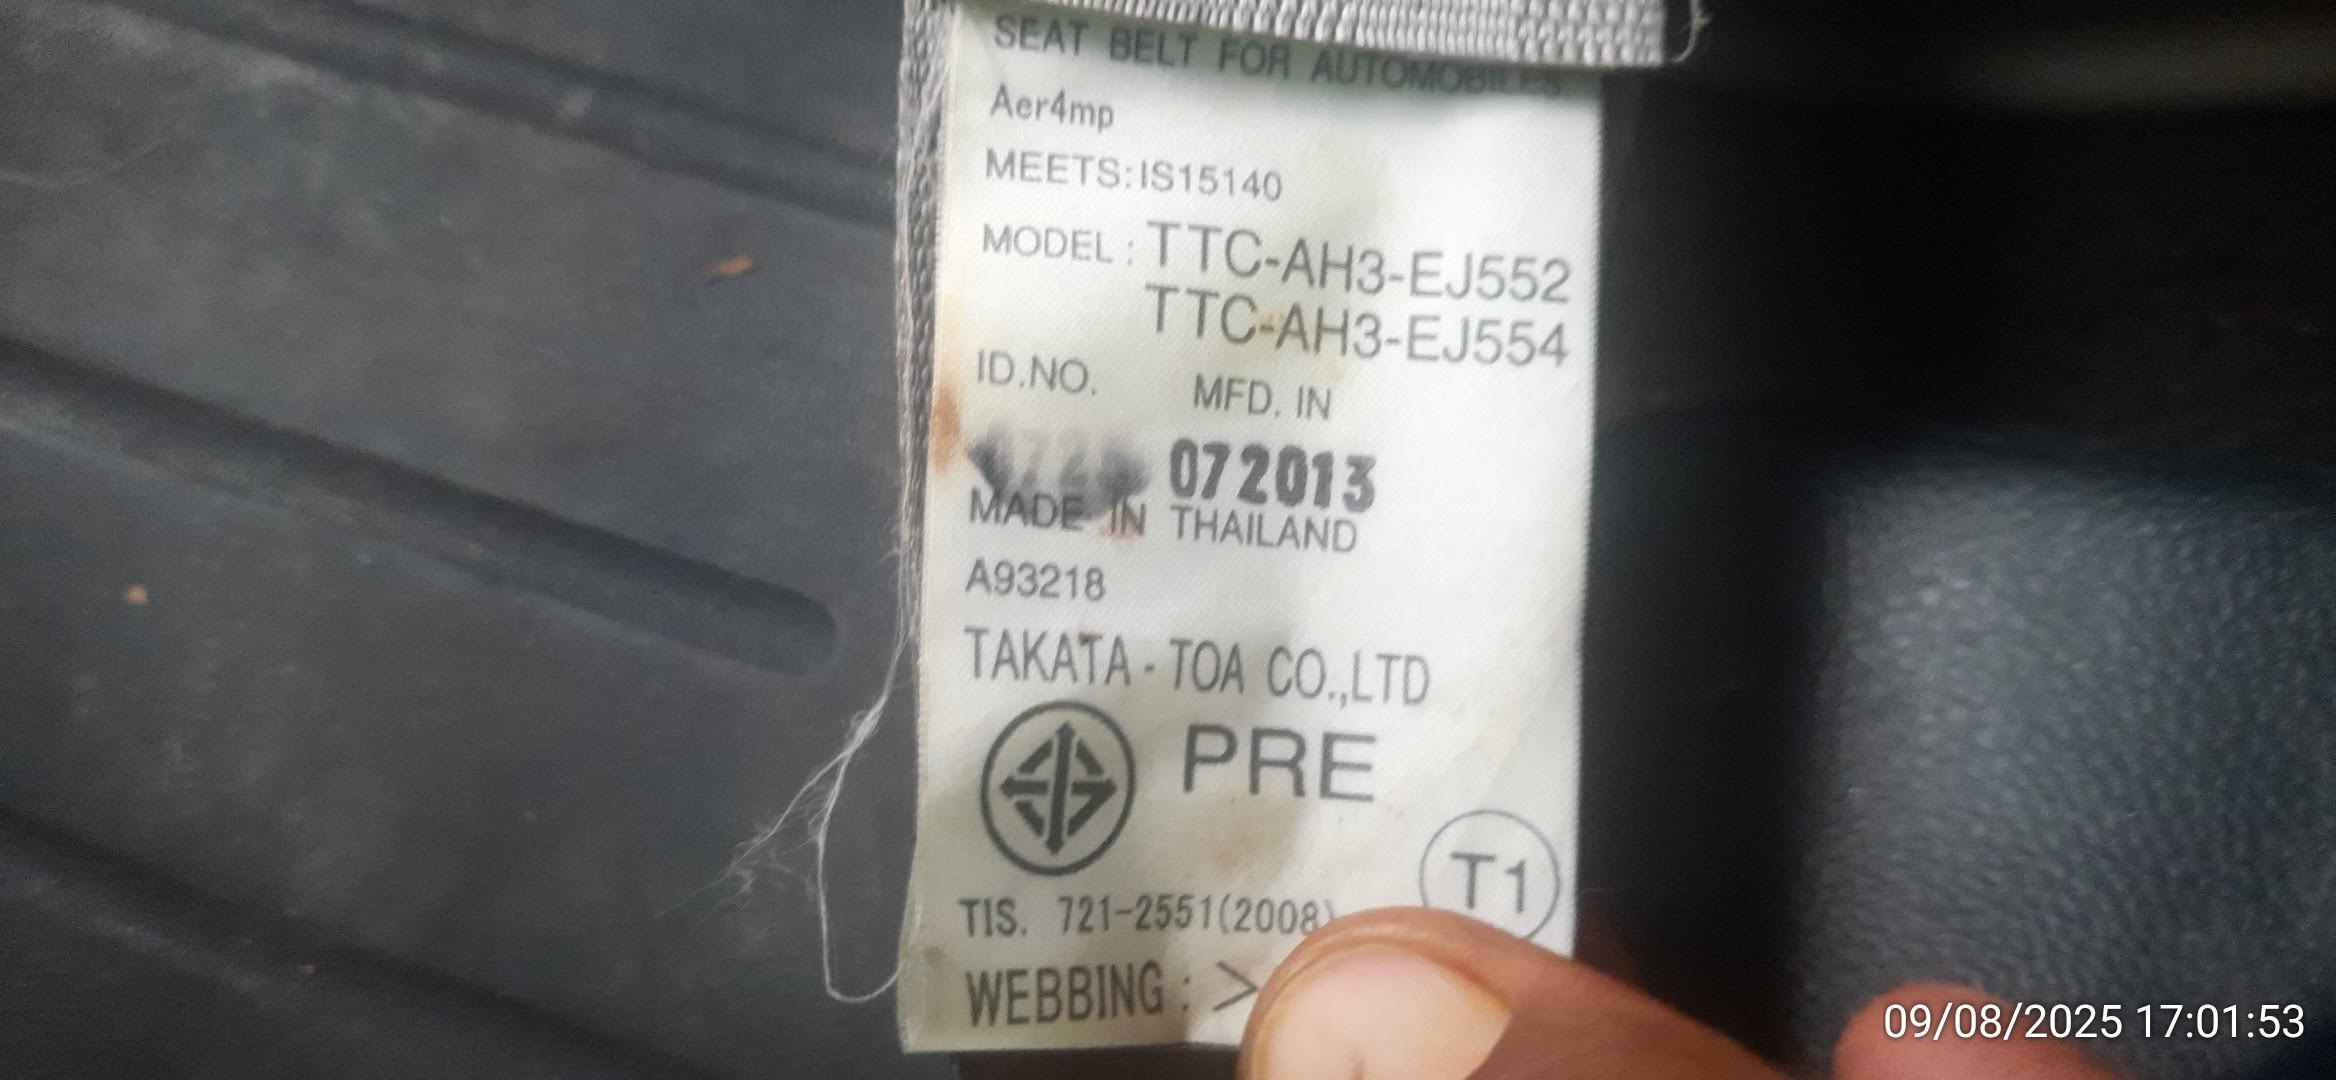 SEAT BELT FOR AUTOMOBILES
Aer4mp
MEETS:IS15140
MODEL : TTC-AH3-EJ552
TTC-AH3-EJ554
ID.NO. MFD. IN
072013
MADE IN THAILAND
A93218
TAKATA - TOA CO.,LTD
PRE
T1
TIS. 721-2551(2008)
WEBBING : >
09/08/2025 17:01:53